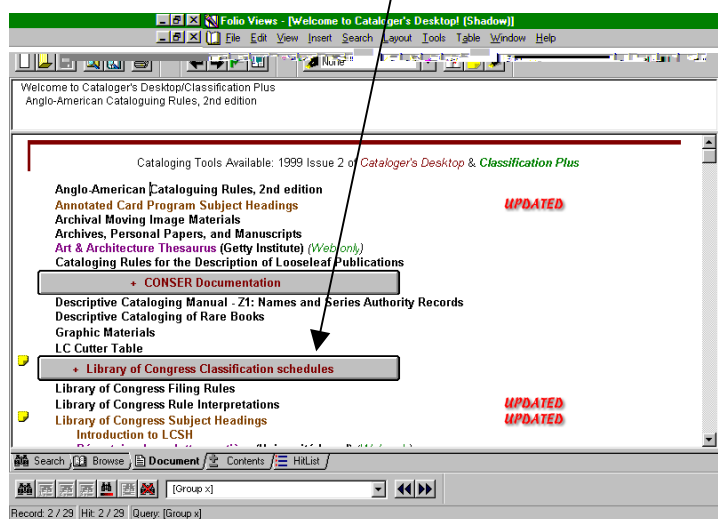 Folio Views - [Welcome to Cataloger's Desktop! (Shadow)]
File Edit View Insert Search Layout Tools Table Window Help
None
Welcome to Cataloger's Desktop/Classification Plus
Anglo-American Cataloguing Rules, 2nd edition
Cataloging Tools Available: 1999 Issue 2 of Cataloger's Desktop & Classification Plus
Anglo-American Cataloguing Rules, 2nd edition
Annotated Card Program Subject Headings UPDATED
Archival Moving Image Materials
Archives, Personal Papers, and Manuscripts
Art & Architecture Thesaurus (Getty Institute) (Web only)
Cataloging Rules for the Description of Looseleaf Publications
+ CONSER Documentation
Descriptive Cataloging Manual - Z1: Names and Series Authority Records
Descriptive Cataloging of Rare Books
Graphic Materials
LC Cutter Table
+ Library of Congress Classification schedules
Library of Congress Filing Rules
Library of Congress Rule Interpretations UPDATED
Library of Congress Subject Headings UPDATED
Introduction to LCSH
Search Browse Document Contents HitList
[Group x]
Record: 2 / 29 Hit: 2 / 29 Query: [Group x]